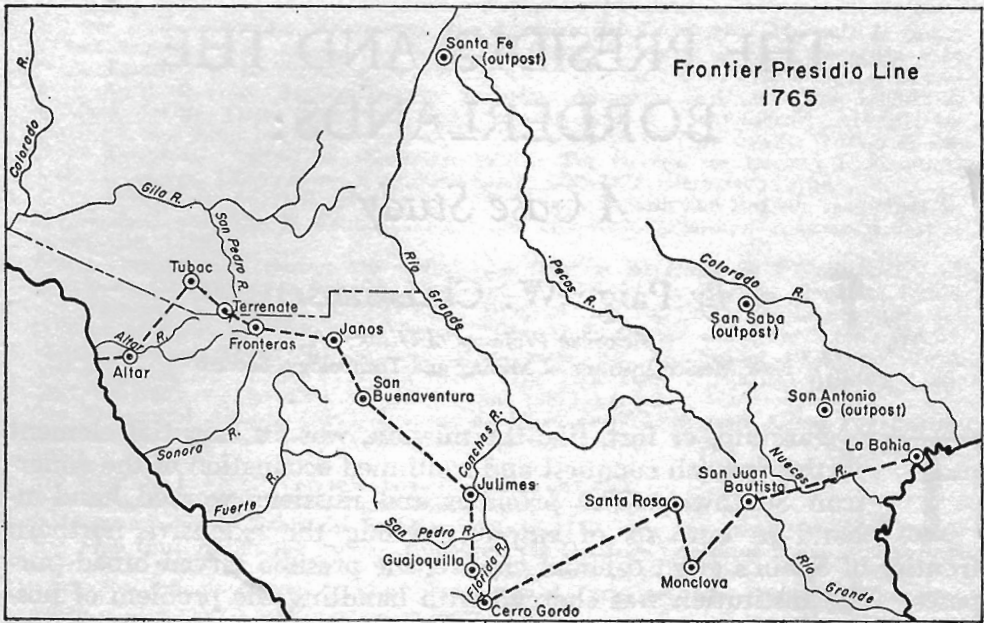 Santa Fe
(outpost)
Frontier Presidio Line
1765
Colorado R.
Gila R.
San Pedro R.
Tubac
Terrenate
Altar R.
Altar
Fronteras
Janos
San
Buenaventura
Rio Grande
Pecos R.
Colorado R.
San Saba
(outpost)
San Antonio
(outpost)
La Bahia
Nueces R.
San Juan
Bautista
Santa Rosa
Monclova
Rio Grande
Conchas R.
Julimes
San Pedro R.
Guajoquilla
Florida R.
Cerro Gordo
Sonora R.
Fuerte R.